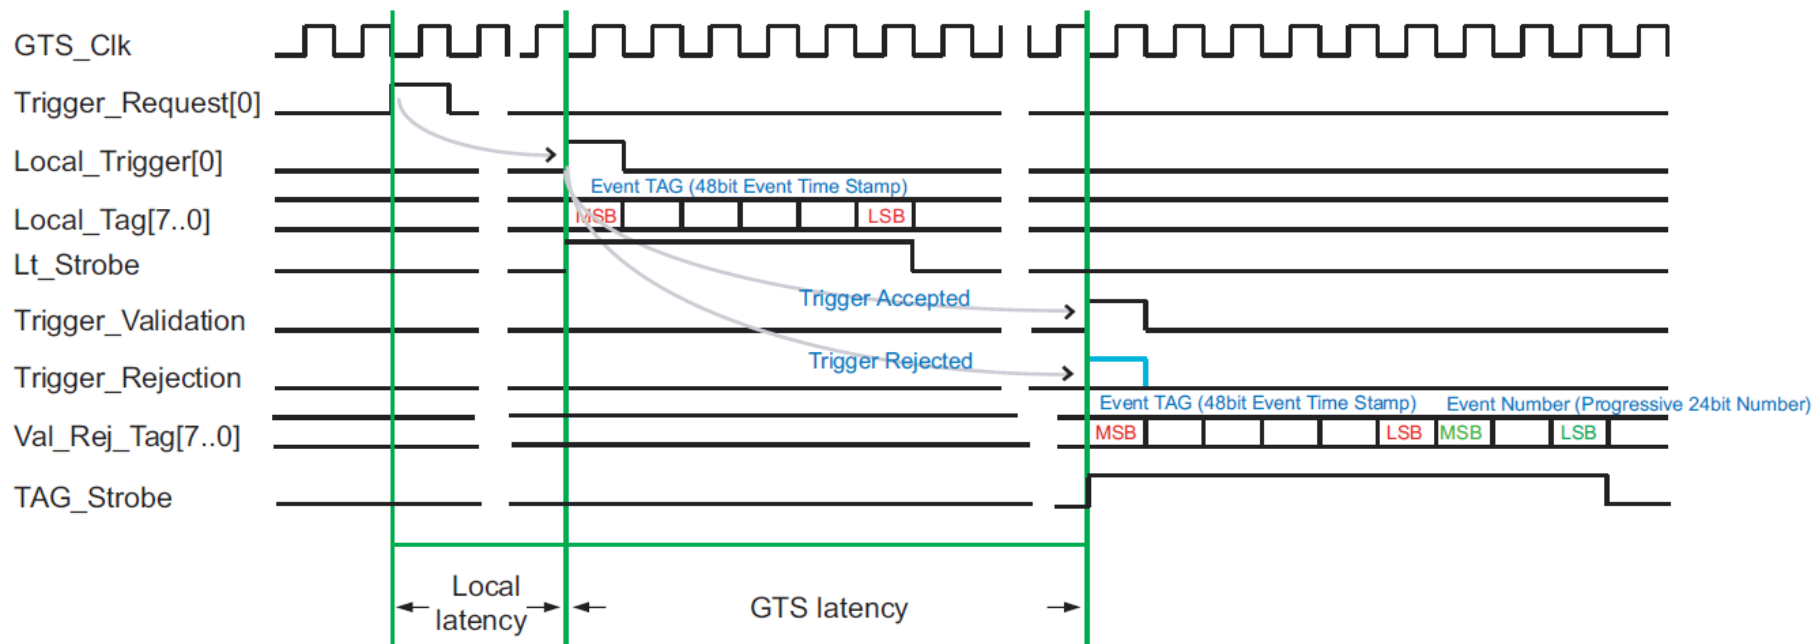 GTS_Clk
Trigger_Request[0]
Local_Trigger[0]
Event TAG (48bit Event Time Stamp)
Local_Tag[7..0]
MSB
LSB
Lt_Strobe
Trigger Accepted
Trigger_Validation
Trigger Rejected
Trigger_Rejection
Event TAG (48bit Event Time Stamp)
Event Number (Progressive 24bit Number)
Val_Rej_Tag[7..0]
MSB
LSB
MSB
LSB
TAG_Strobe
Local
latency
GTS latency